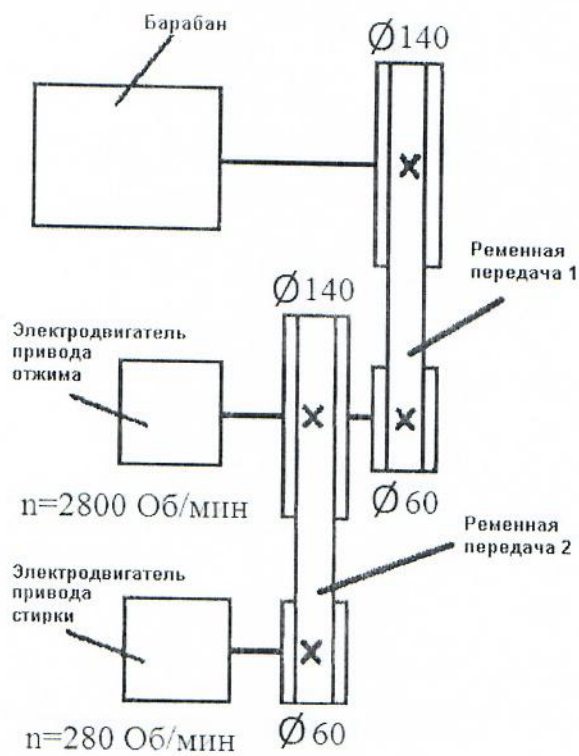 Барабан
Ø140
Ременная
передача 1
Ø140
Электродвигатель
привода
отжима
n=2800 Об/мин
Ø60
Ременная
передача 2
Электродвигатель
привода
стирки
n=280 Об/мин
Ø60